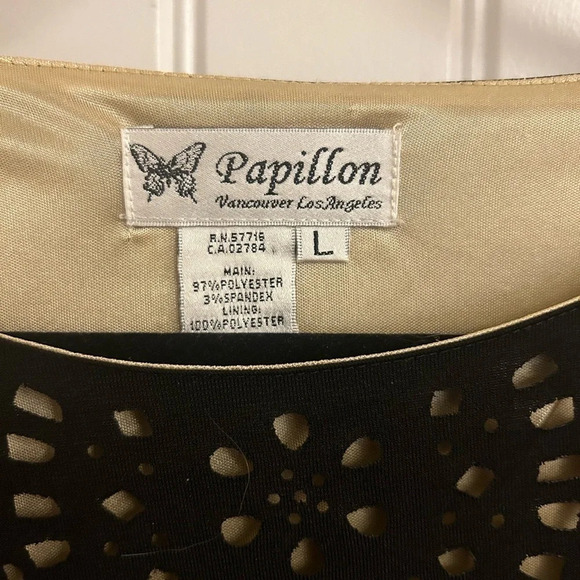 Papillon
Vancouver Los Angeles
R.N.57716
C.A.02784
L
MAIN:
97%POLYESTER
3%SPANDEX
LINING:
100%POLYESTER